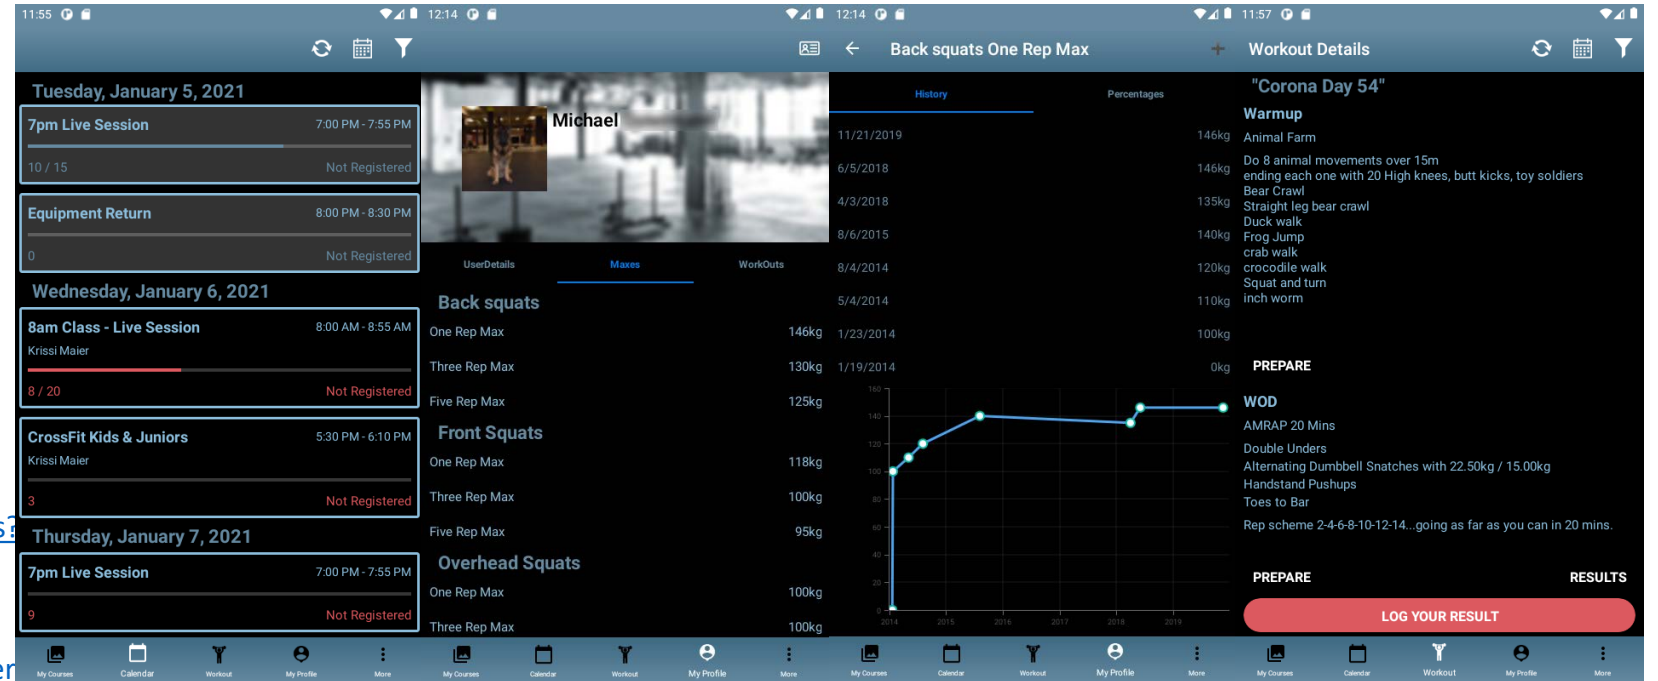 11:55
Tuesday, January 5, 2021
7pm Live Session 7:00 PM - 7:55 PM
10 / 15 Not Registered
Equipment Return 8:00 PM - 8:30 PM
0 Not Registered
Wednesday, January 6, 2021
8am Class - Live Session 8:00 AM - 8:55 AM
Krissi Maier
8 / 20 Not Registered
CrossFit Kids & Juniors 5:30 PM - 6:10 PM
Krissi Maier
3 Not Registered
Thursday, January 7, 2021
7pm Live Session 7:00 PM - 7:55 PM
9 Not Registered
My Courses Calendar Workout My Profile More
12:14
Michael
UserDetails Maxes WorkOuts
Back squats
One Rep Max 146kg
Three Rep Max 130kg
Five Rep Max 125kg
Front Squats
One Rep Max 118kg
Three Rep Max 100kg
Five Rep Max 95kg
Overhead Squats
One Rep Max 100kg
Three Rep Max 100kg
My Courses Calendar Workout My Profile More
12:14
Back squats One Rep Max
History Percentages
11/21/2019 146kg
6/5/2018 146kg
4/3/2018 135kg
8/6/2015 140kg
8/4/2014 120kg
5/4/2014 110kg
1/23/2014 100kg
1/19/2014 0kg
160
140
120
100
80
60
40
20
0
2014 2015 2016 2017 2018 2019
My Courses Calendar Workout My Profile More
11:57
Workout Details
"Corona Day 54"
Warmup
Animal Farm
Do 8 animal movements over 15m
ending each one with 20 High knees, butt kicks, toy soldiers
Bear Crawl
Straight leg bear crawl
Duck walk
Frog Jump
crab walk
crocodile walk
Squat and turn
inch worm
PREPARE
WOD
AMRAP 20 Mins
Double Unders
Alternating Dumbbell Snatches with 22.50kg / 15.00kg
Handstand Pushups
Toes to Bar
Rep scheme 2-4-6-8-10-12-14...going as far as you can in 20 mins.
PREPARE RESULTS
LOG YOUR RESULT
My Courses Calendar Workout My Profile More